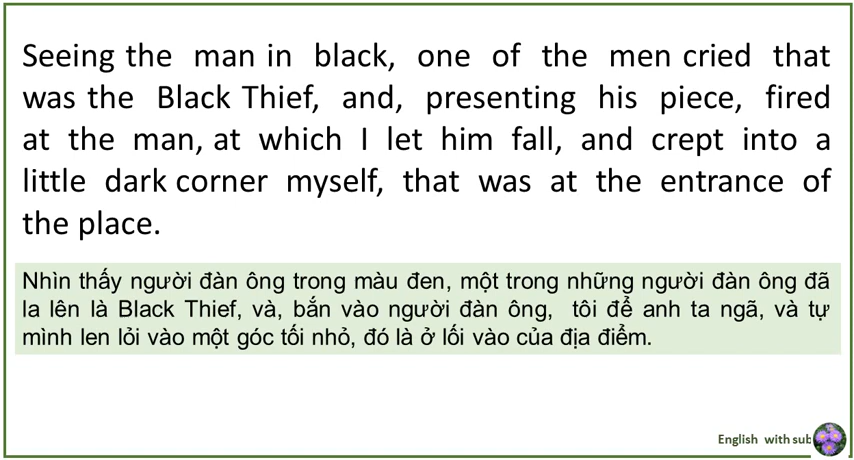 Seeing the man in black, one of the men cried that
was the Black Thief, and, presenting his piece, fired
at the man, at which I let him fall, and crept into a
little dark corner myself, that was at the entrance of
the place.
Nhìn thấy người đàn ông trong màu đen, một trong những người đàn ông đã
la lên là Black Thief, và, bắn vào người đàn ông, tôi để anh ta ngã, và tự
mình len lỏi vào một góc tối nhỏ, đó là ở lối vào của địa điểm.
English with sub